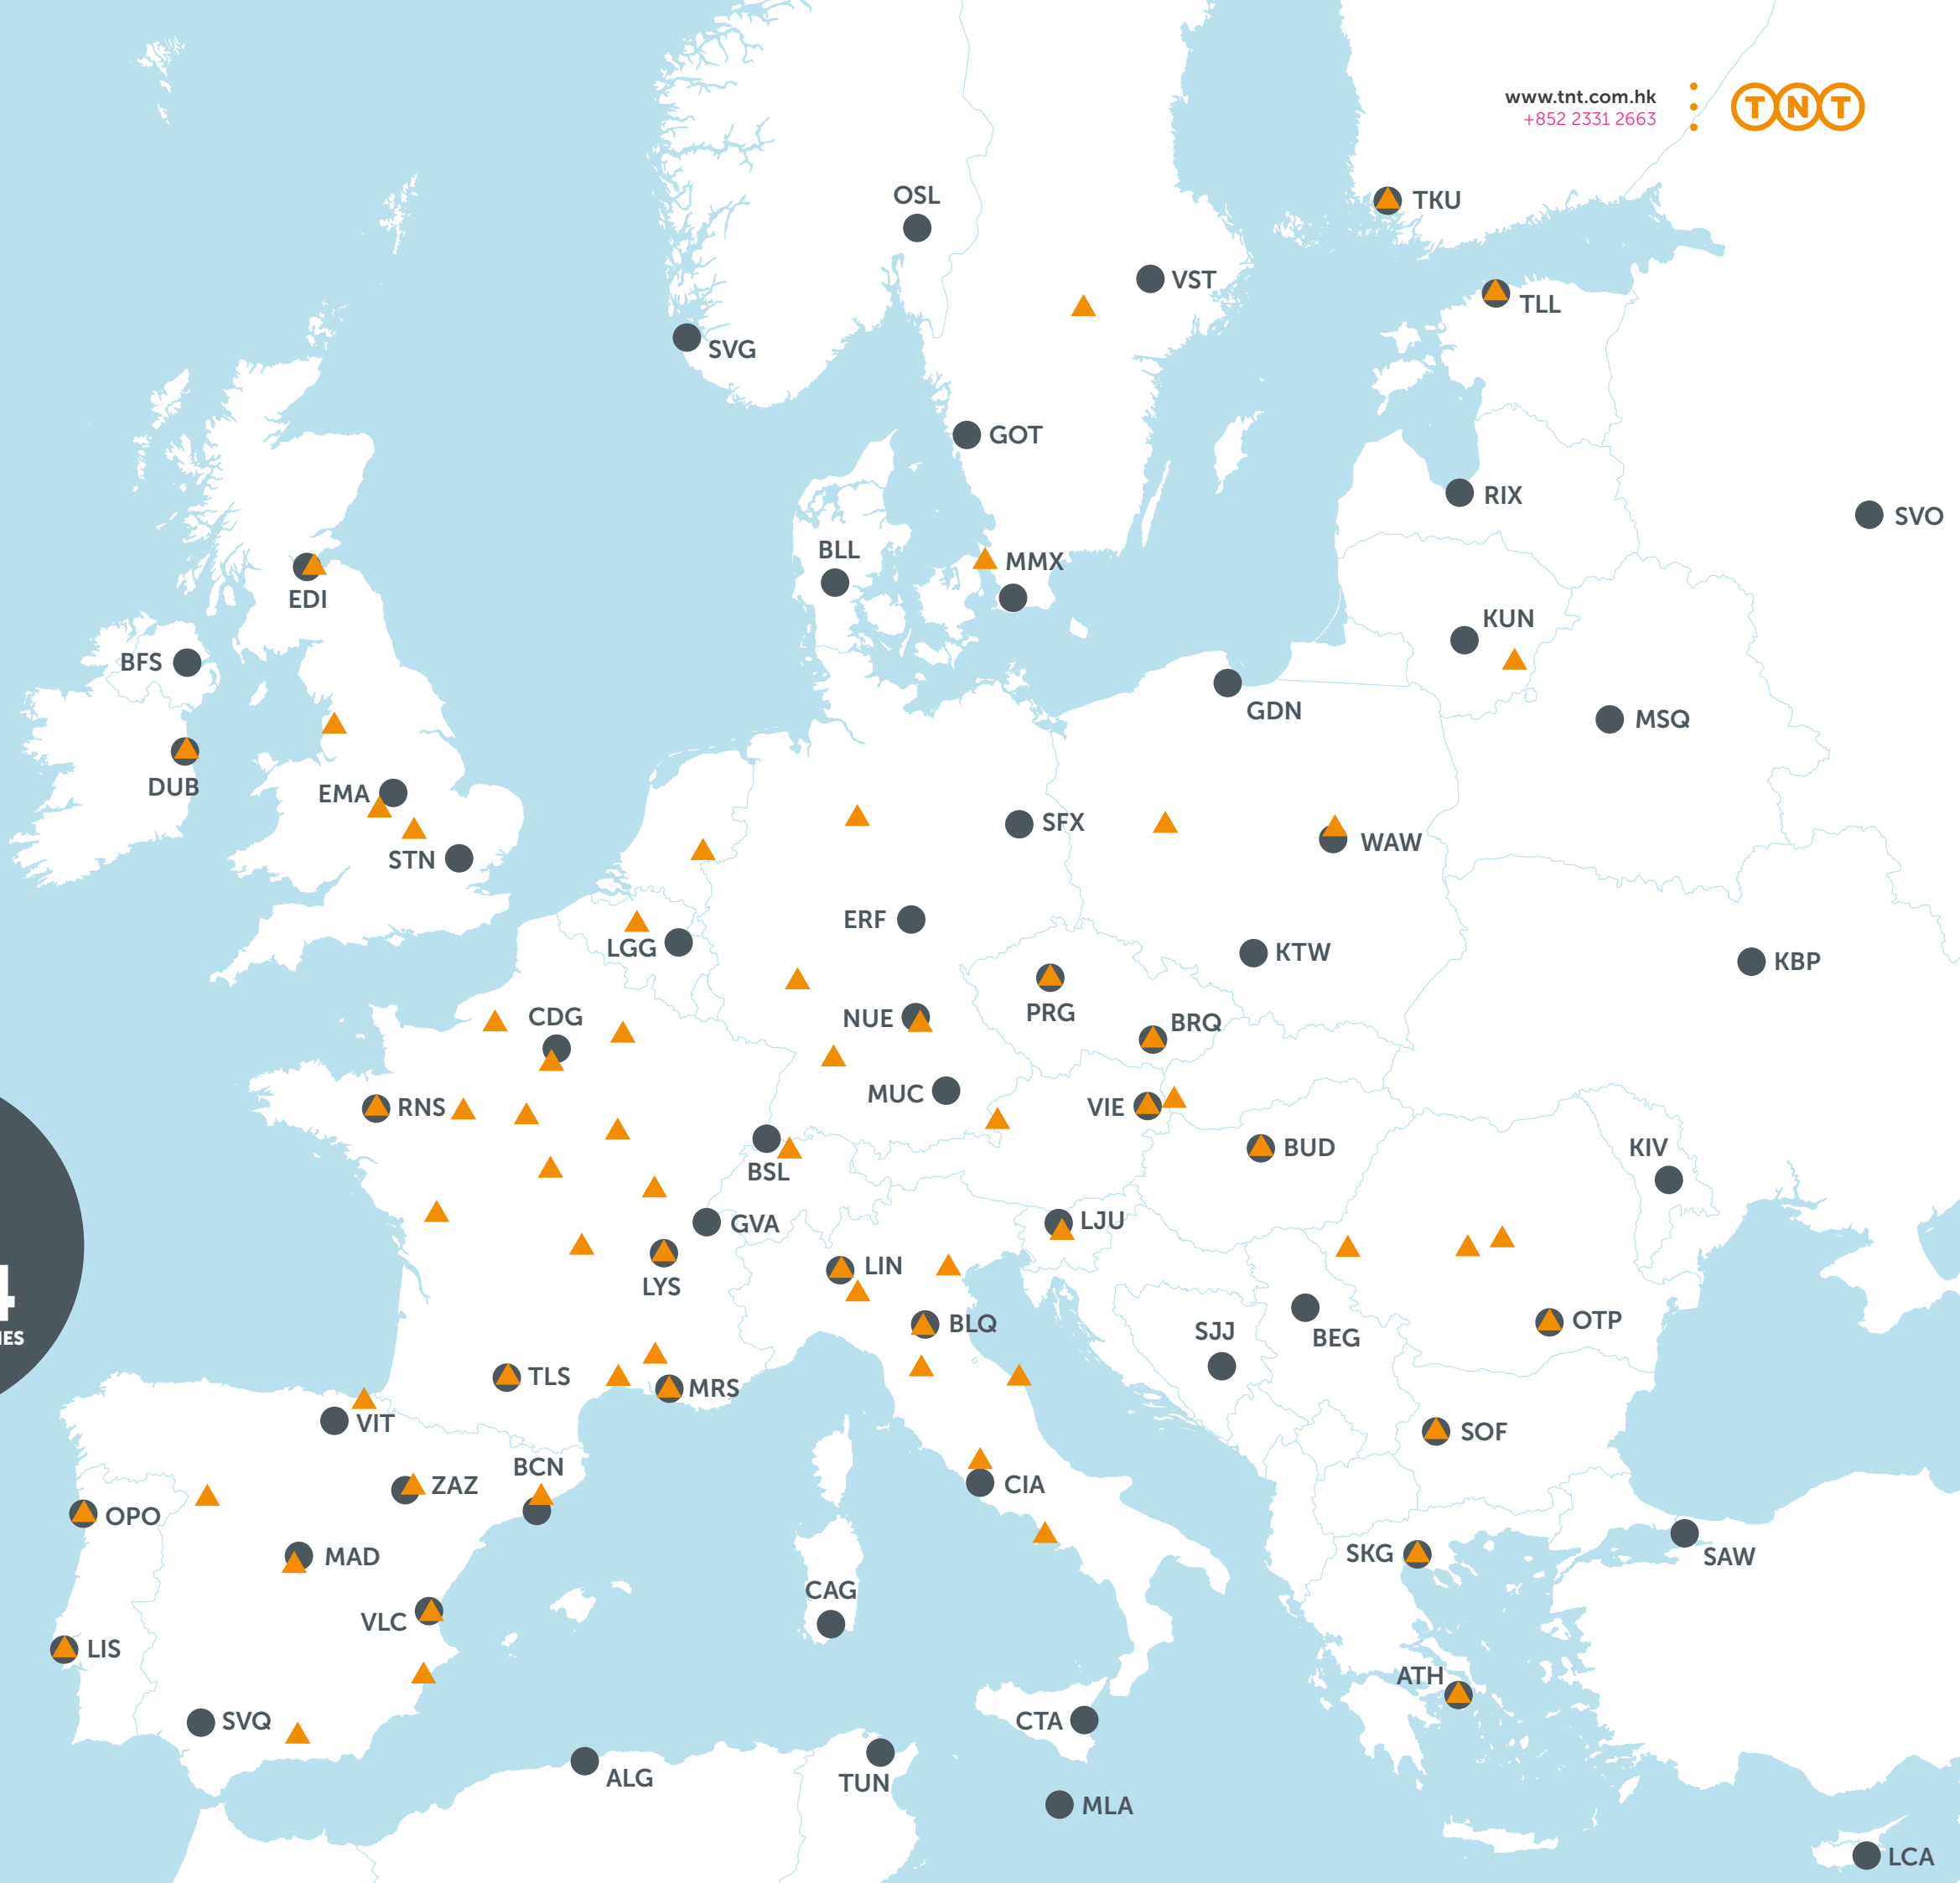 www.tnt.com.hk
+852 2331 2663
TNT
OSL
TKU
VST
TLL
SVG
GOT
RIX
SVO
BLL
MMX
EDI
KUN
BFS
GDN
MSQ
DUB
EMA
SFX
WAW
STN
ERF
LGG
KTW
KBP
PRG
CDG
NUE
BRQ
MUC
RNS
VIE
BUD
KIV
BSL
GVA
LJU
LIN
LYS
BLQ
OTP
SJJ
BEG
4
TLS
MRS
VIT
SOF
BCN
ZAZ
CIA
OPO
MAD
SKG
SAW
CAG
VLC
LIS
ATH
SVQ
CTA
ALG
TUN
MLA
LCA